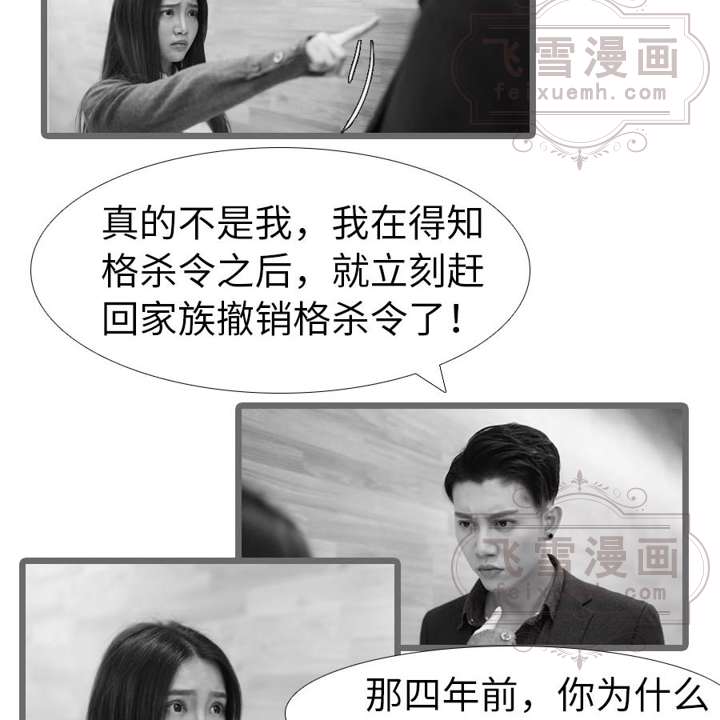 飞雪漫画
feixuemh.com
真的不是我，我在得知
格杀令之后，就立刻赶
回家族撤销格杀令了！
飞雪漫画
feixuemh.com
那四年前，你为什么